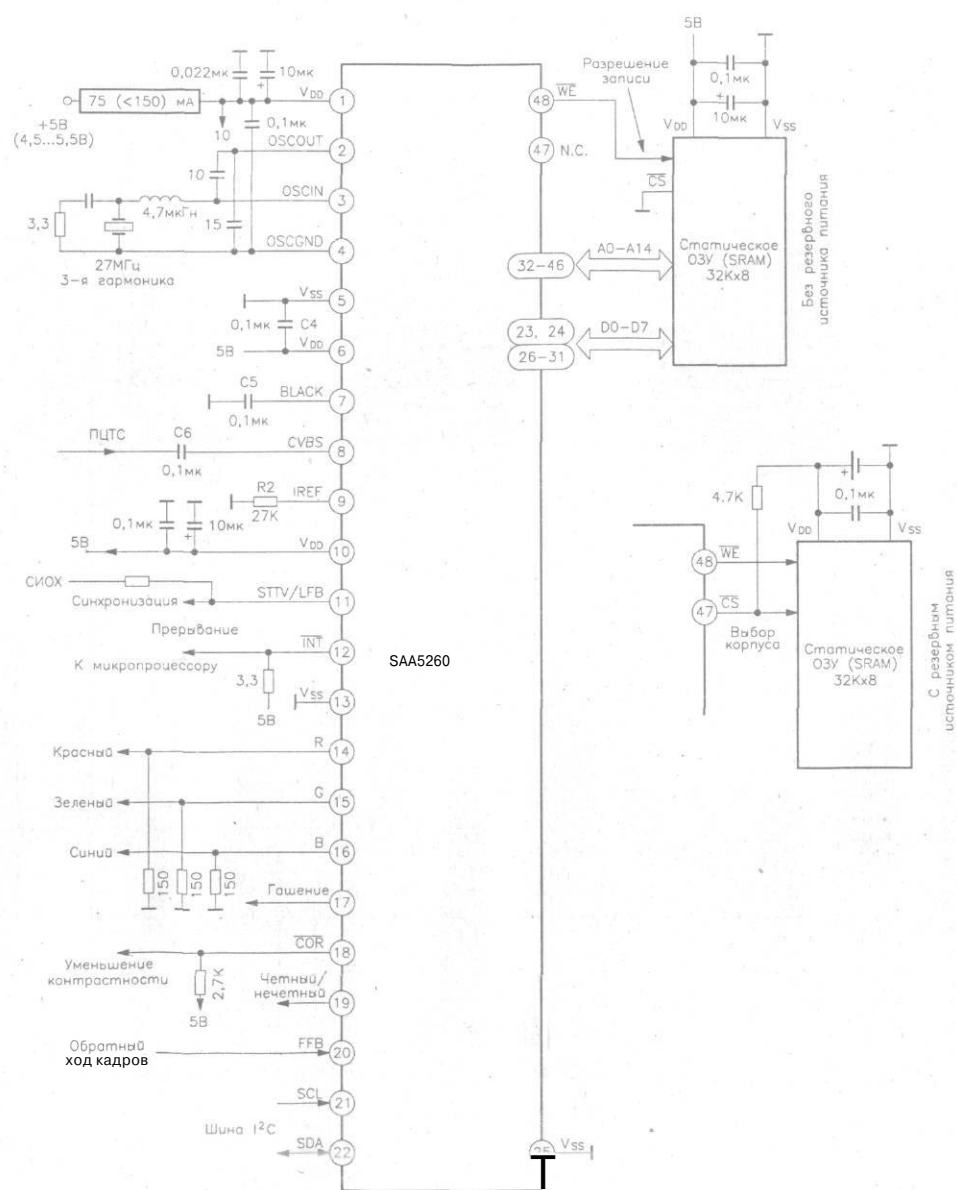 0,022мк
10мк
75 (<150) мА
VDD
1
+5В
(4,5...5,5В)
10
0,1мк
OSCOUT
2
10
OSCIN
3
3,3
4,7мкГн
15
OSCGND
4
27МГц
3-я гармоника
VSS
5
0,1мк
C4
5В
VDD
6
C5
BLACK
7
0,1мк
ПЦТС
C6
CVBS
8
0,1мк
R2
IREF
9
27К
0,1мк
10мк
5В
VDD
10
СИОХ
Синхронизация
STTV/LFB
11
Прерывание
INT
12
К микропроцессору
3,3
5В
VSS
13
SAA5260
Красный
R
14
Зеленый
G
15
Синий
B
16
150
150
150
Гашение
17
COR
18
Уменьшение
контрастности
2,7К
5В
Четный/
нечетный
19
Обратный
ход кадров
FFB
20
SCL
21
Шина I²C
SDA
22
48
WE
Разрешение
записи
47
N.C.
5В
0,1мк
10мк
VDD
VSS
CS
32-46
A0-A14
23, 24
26-31
D0-D7
Статическое
ОЗУ (SRAM)
32Кх8
Без резервного
источника питания
4.7К
0,1мк
VDD
VSS
48
WE
47
CS
Выбор
корпуса
Статическое
ОЗУ (SRAM)
32Кх8
С резервным
источником питания
25
VSS